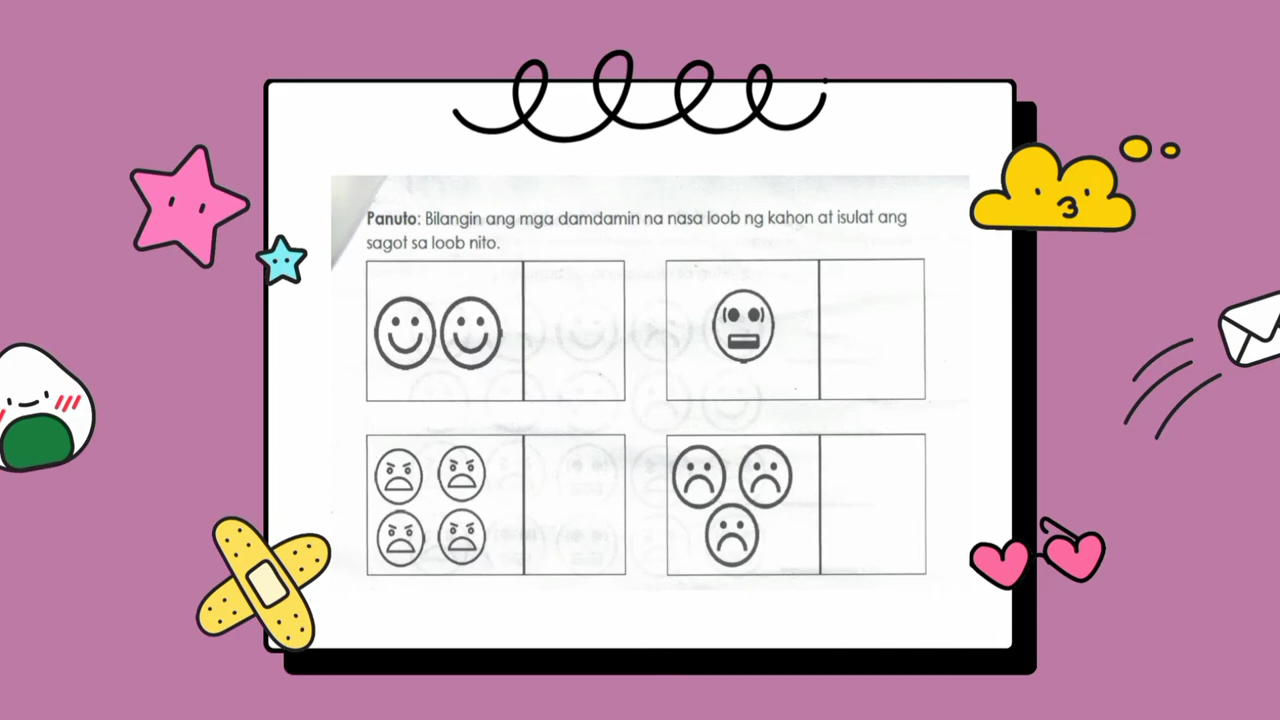 Panuto: Bilangin ang mga damdamin na nasa loob ng kahon at isulat ang
sagot sa loob nito.